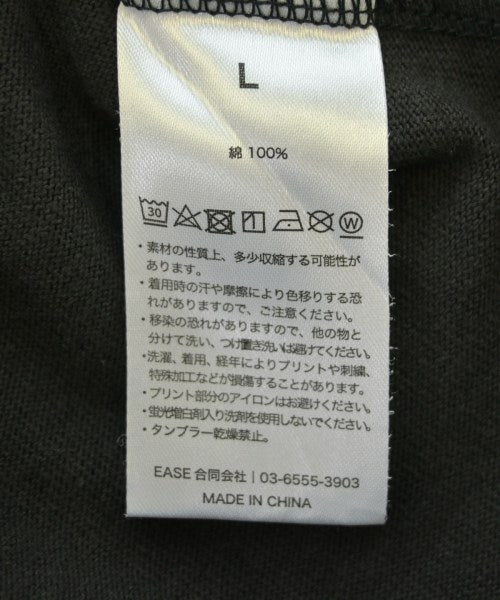 L
綿 100%
30 W
・素材の性質上、多少収縮する可能性が
あります。
・着用時の汗や摩擦により色移りする恐
れがありますので、ご注意ください。
・移染の恐れがありますので、他の物と
分けて洗い、つけ置き洗いは避けてください。
・洗濯、着用、経年によりプリントや刺繍、
特殊加工などが損傷することがあります。
・プリント部分のアイロンはお避けください。
・蛍光増白剤入り洗剤を使用しないでください。
・タンブラー乾燥禁止。
EASE 合同会社|03-6555-3903
MADE IN CHINA